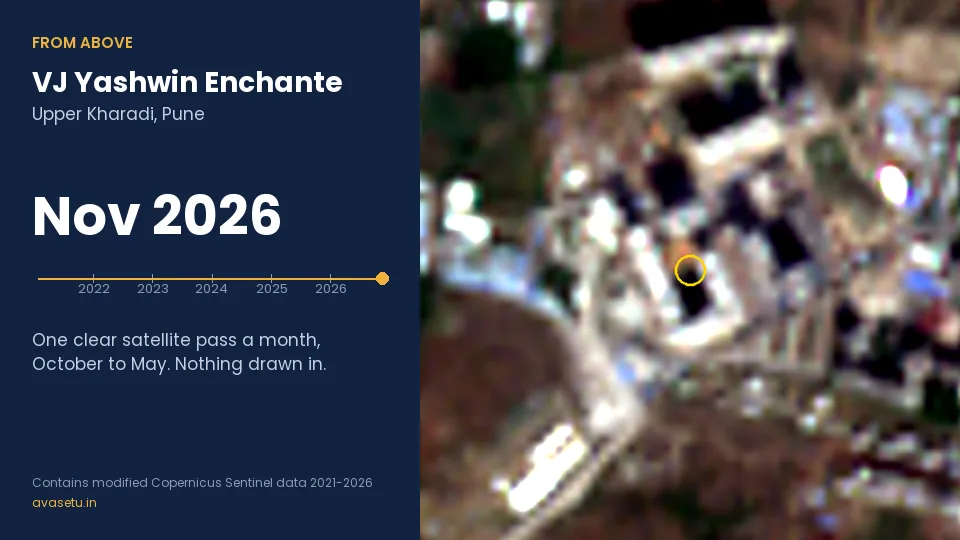 FROM ABOVE
VJ Yashwin Enchante
Upper Kharadi, Pune
Nov 2026
2022 2023 2024 2025 2026
One clear satellite pass a month,
October to May. Nothing drawn in.
Contains modified Copernicus Sentinel data 2021-2026
avasetu.in